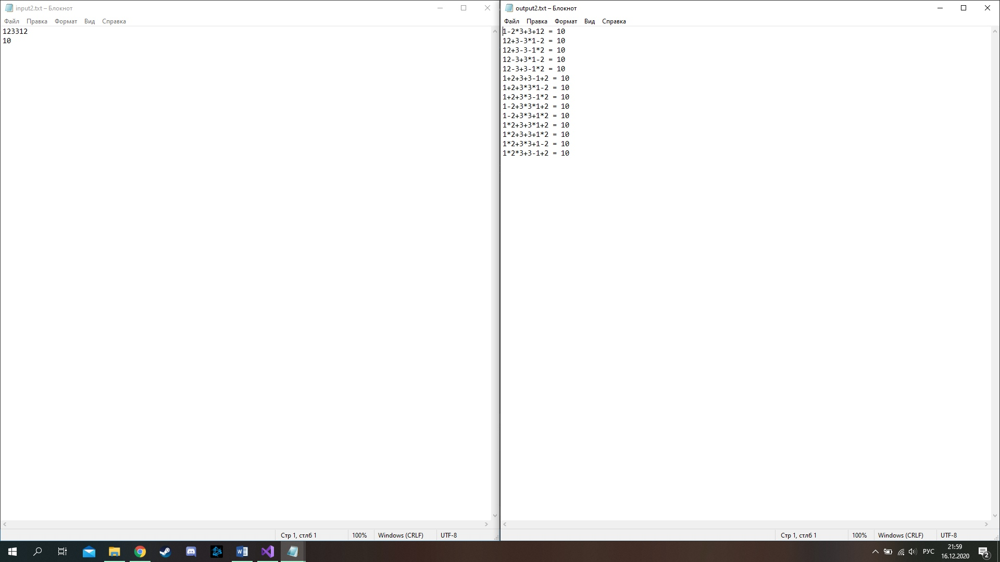 input2.txt – Блокнот
Файл Правка Формат Вид Справка
123312
10
Стр 1, стлб 1 100% Windows (CRLF) UTF-8
output2.txt – Блокнот
Файл Правка Формат Вид Справка
1-2*3+3+12 = 10
12+3-3*1-2 = 10
12+3-3-1*2 = 10
12-3+3*1-2 = 10
12-3+3-1*2 = 10
1+2+3+3-1+2 = 10
1+2+3*3*1-2 = 10
1+2+3*3-1*2 = 10
1-2+3*3*1+2 = 10
1-2+3*3+1*2 = 10
1*2+3+3*1+2 = 10
1*2+3+3+1*2 = 10
1*2+3*3+1-2 = 10
1*2*3+3-1+2 = 10
Стр 1, стлб 1 100% Windows (CRLF) UTF-8
РУС
21:59
16.12.2020
2